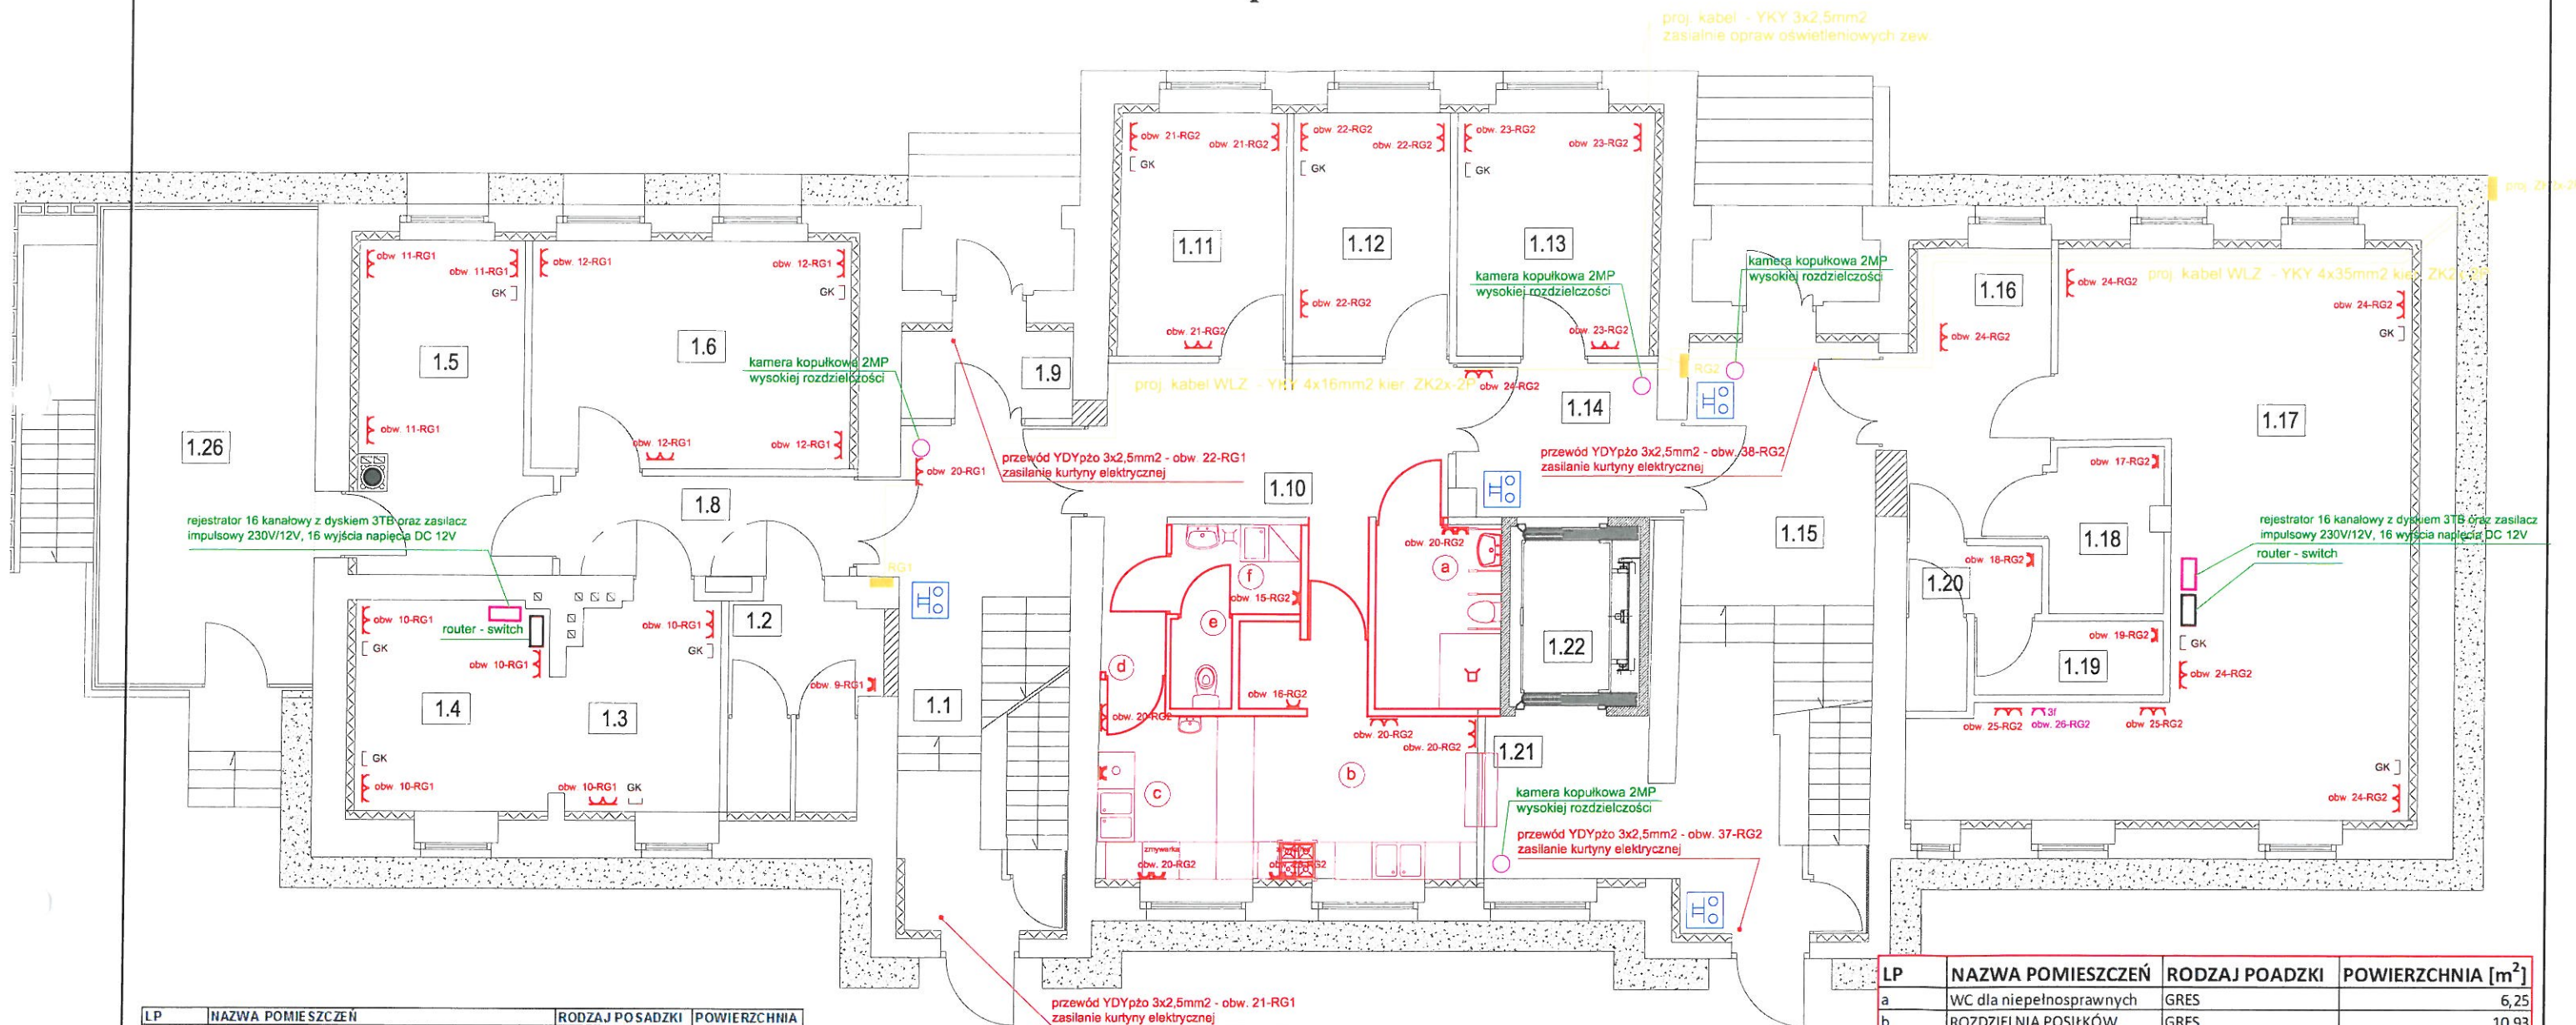 proj. kabel - YKY 3x2,5mm2
zasialnie opraw oświetleniowych zew.
obw. 21-RG2
obw. 21-RG2
GK
obw. 22-RG2
obw. 22-RG2
GK
obw. 23-RG2
obw. 23-RG2
GK
1.11
1.12
1.13
obw. 22-RG2
obw. 21-RG2
obw. 23-RG2
kamera kopułkowa 2MP
wysokiej rozdzielczości
kamera kopułkowa 2MP
wysokiej rozdzielczości
obw. 11-RG1
obw. 11-RG1
GK
obw. 12-RG1
obw. 12-RG1
GK
1.5
1.6
kamera kopułkowa 2MP
wysokiej rozdzielczości
1.9
proj. kabel WLZ - YKY 4x16mm2 kier. ZK2x-2P
obw. 24-RG2
1.14
RG2
1.16
obw. 24-RG2
proj. kabel WLZ - YKY 4x35mm2 kier. ZK2x-2P
obw. 24-RG2
obw. 24-RG2
GK
1.17
1.26
obw. 11-RG1
obw. 12-RG1
obw. 12-RG1
obw. 20-RG1
przewód YDYpżo 3x2,5mm2 - obw. 22-RG1
zasilanie kurtyny elektrycznej
przewód YDYpżo 3x2,5mm2 - obw. 38-RG2
zasilanie kurtyny elektrycznej
1.8
1.10
1.15
rejestrator 16 kanałowy z dyskiem 3TB oraz zasilacz
impulsowy 230V/12V, 16 wyjścia napięcia DC 12V
RG1
obw. 17-RG2
1.18
obw. 18-RG2
1.20
obw. 19-RG2
1.19
rejestrator 16 kanałowy z dyskiem 3TB oraz zasilacz
impulsowy 230V/12V, 16 wyjścia napięcia DC 12V
router - switch
GK
obw. 24-RG2
obw. 20-RG2
a
f
obw. 15-RG2
e
d
obw. 16-RG2
1.22
obw. 10-RG1
GK
router - switch
obw. 10-RG1
obw. 10-RG1
GK
1.2
obw. 9-RG1
1.4
1.3
1.1
GK
obw. 10-RG1
obw. 10-RG1
GK
obw. 20-RG2
obw. 20-RG2
obw. 20-RG2
1.21
c
b
zmywarka
obw. 20-RG2
obw. 25-RG2
3f
obw. 26-RG2
obw. 25-RG2
GK
obw. 24-RG2
kamera kopułkowa 2MP
wysokiej rozdzielczości
przewód YDYpżo 3x2,5mm2 - obw. 37-RG2
zasilanie kurtyny elektrycznej
przewód YDYpżo 3x2,5mm2 - obw. 21-RG1
zasilanie kurtyny elektrycznej
LP NAZWA POMIESZCZEŃ RODZAJ POSADZKI POWIERZCHNIA
LP NAZWA POMIESZCZEŃ RODZAJ POADZKI POWIERZCHNIA [m²]
a WC dla niepełnosprawnych GRES 6,25
b ROZDZIELNIA POSIŁKÓW GRES 10,93